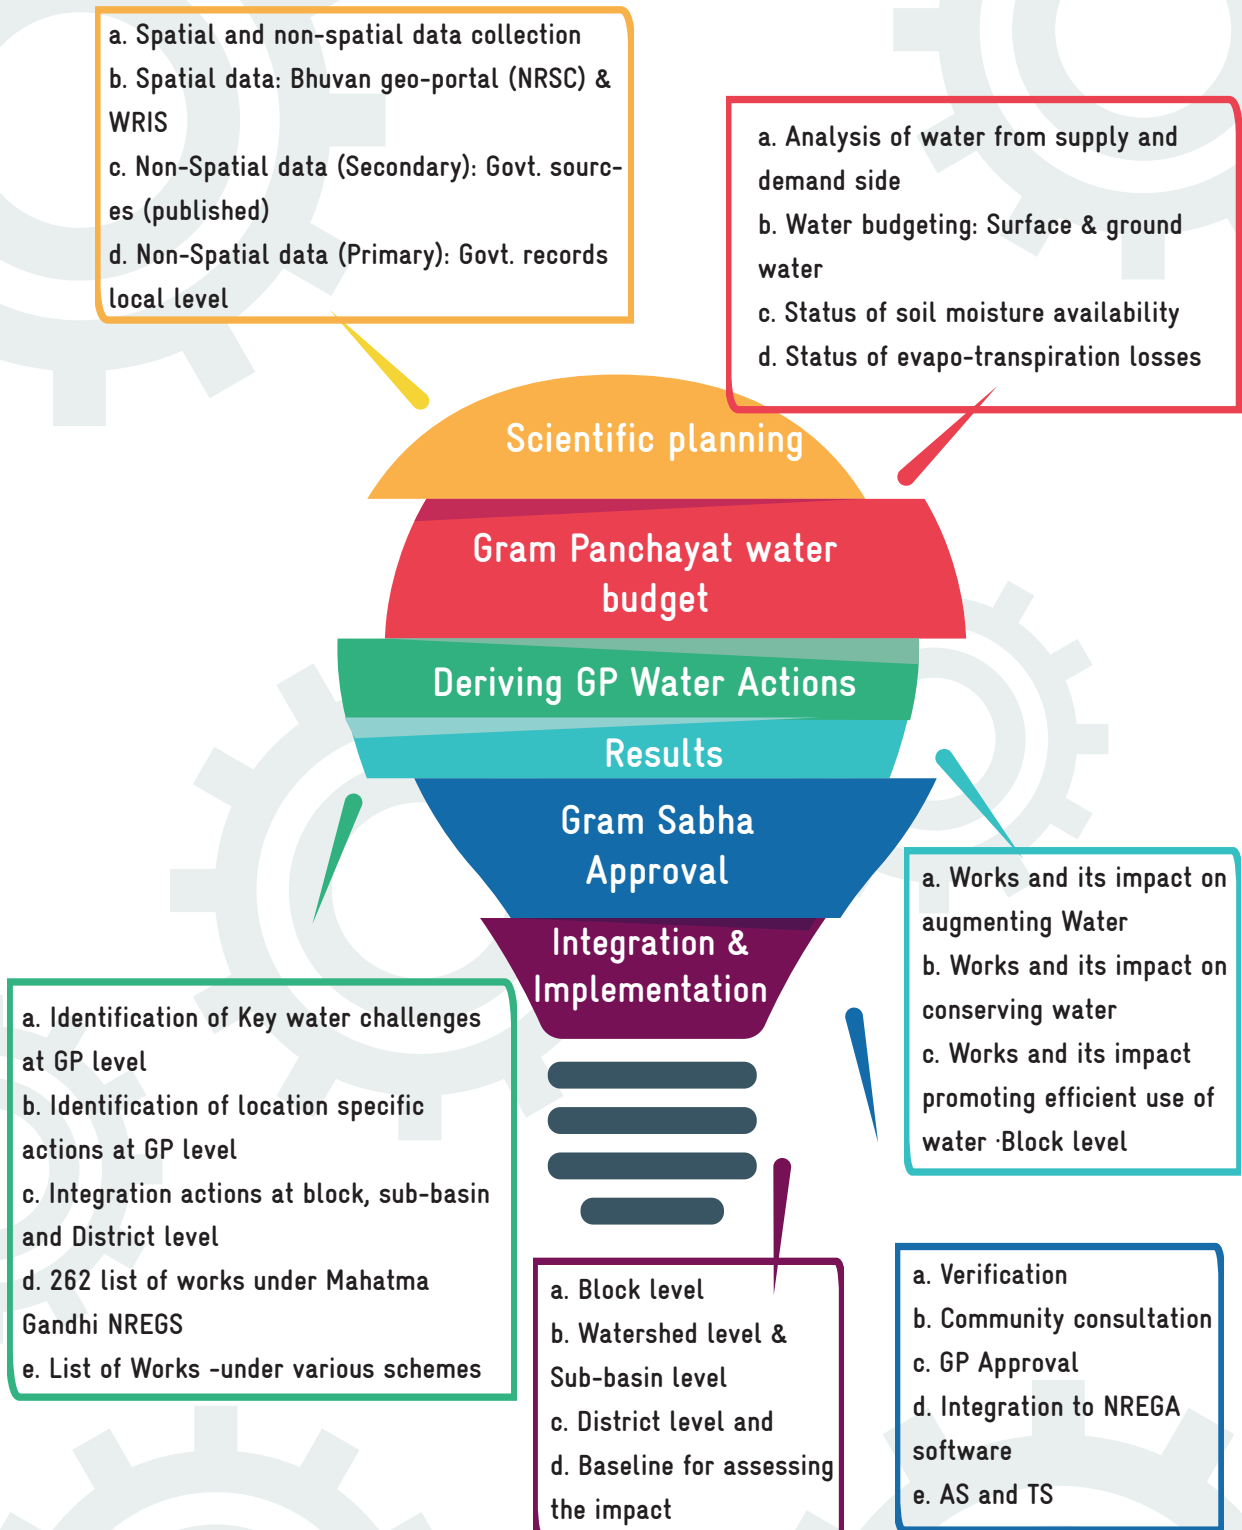 a. Spatial and non-spatial data collection
b. Spatial data: Bhuvan geo-portal (NRSC) &
WRIS
c. Non-Spatial data (Secondary): Govt. sourc-
es (published)
d. Non-Spatial data (Primary): Govt. records
local level
a. Analysis of water from supply and
demand side
b. Water budgeting: Surface & ground
water
c. Status of soil moisture availability
d. Status of evapo-transpiration losses
Scientific planning
Gram Panchayat water
budget
Deriving GP Water Actions
Results
Gram Sabha
Approval
Integration &
Implementation
a. Identification of Key water challenges
at GP level
b. Identification of location specific
actions at GP level
c. Integration actions at block, sub-basin
and District level
d. 262 list of works under Mahatma
Gandhi NREGS
e. List of Works -under various schemes
a. Works and its impact on
augmenting Water
b. Works and its impact on
conserving water
c. Works and its impact
promoting efficient use of
water ·Block level
a. Block level
b. Watershed level &
Sub-basin level
c. District level and
d. Baseline for assessing
the impact
a. Verification
b. Community consultation
c. GP Approval
d. Integration to NREGA
software
e. AS and TS